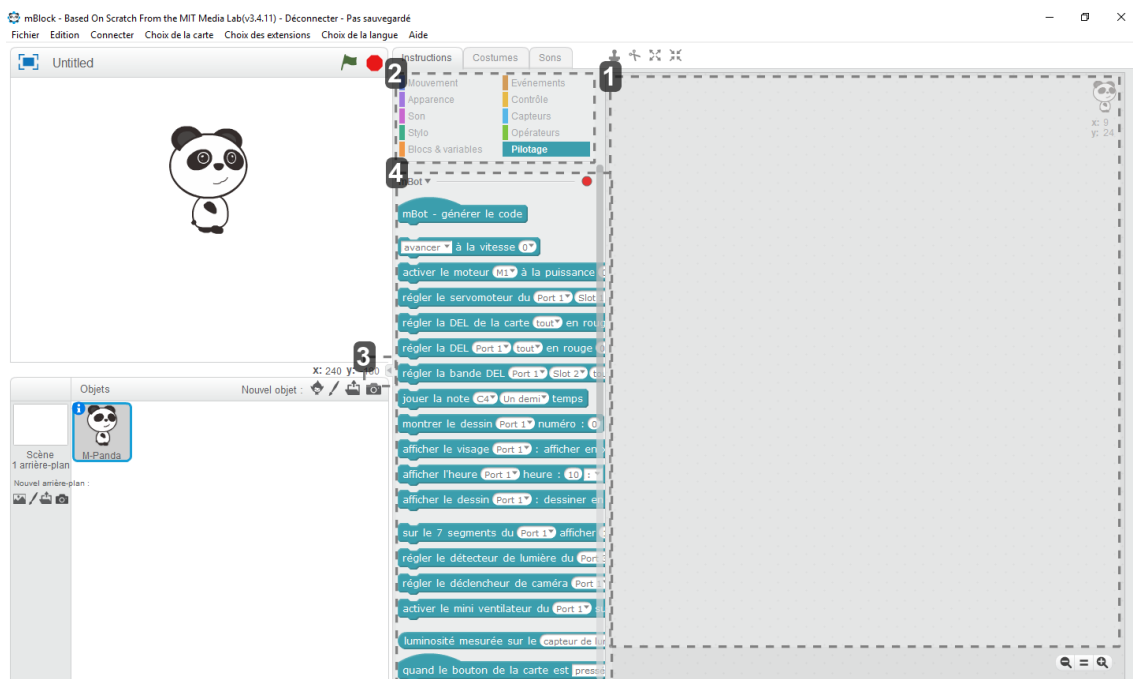 mBlock - Based On Scratch From the MIT Media Lab(v3.4.11) - Déconnecter - Pas sauvegardé
Fichier Edition Connecter Choix de la carte Choix des extensions Choix de la langue Aide
Untitled
Instructions Costumes Sons
2
1
Mouvement Evénements
Apparence Contrôle
Son Capteurs
Stylo Opérateurs
Blocs & variables Pilotage
x: 9
y: 24
4
mBot
mBot - générer le code
avancer à la vitesse 0
activer le moteur M1 à la puissance
régler le servomoteur du Port 1 Slot
régler la DEL de la carte tout en rou
régler la DEL Port 1 tout en rouge
régler la bande DEL Port 1 Slot 2
jouer la note C4 Un demi temps
montrer le dessin Port 1 numéro : 0
afficher le visage Port 1 : afficher en
afficher l'heure Port 1 heure : 10 :
afficher le dessin Port 1 : dessiner en
sur le 7 segments du Port 1 afficher
régler le détecteur de lumière du Por
régler le déclencheur de caméra Port 1
activer le mini ventilateur du Port 1
luminosité mesurée sur le capteur de
quand le bouton de la carte est presse
3
x: 240 y:
Objets Nouvel objet :
Scène
1 arrière-plan
M-Panda
Nouvel arrière-plan :